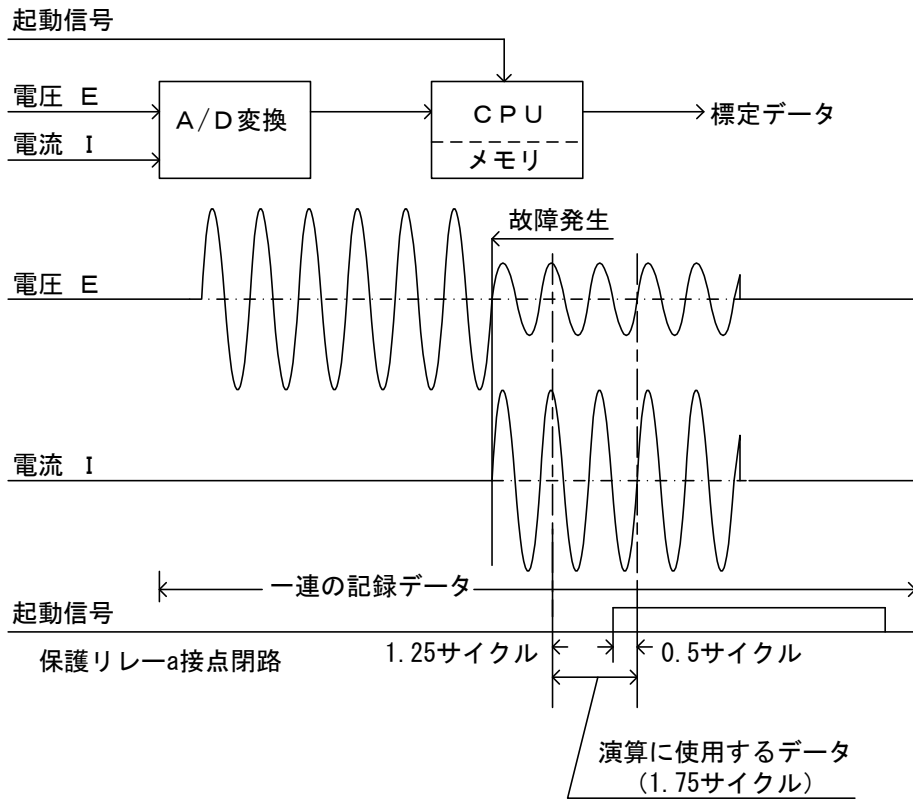 起動信号
電圧 E
電流 I
A/D変換
CPU
メモリ
標定データ
故障発生
電圧 E
電流 I
一連の記録データ
起動信号
保護リレーa接点閉路
1.25サイクル
0.5サイクル
演算に使用するデータ
(1.75サイクル)